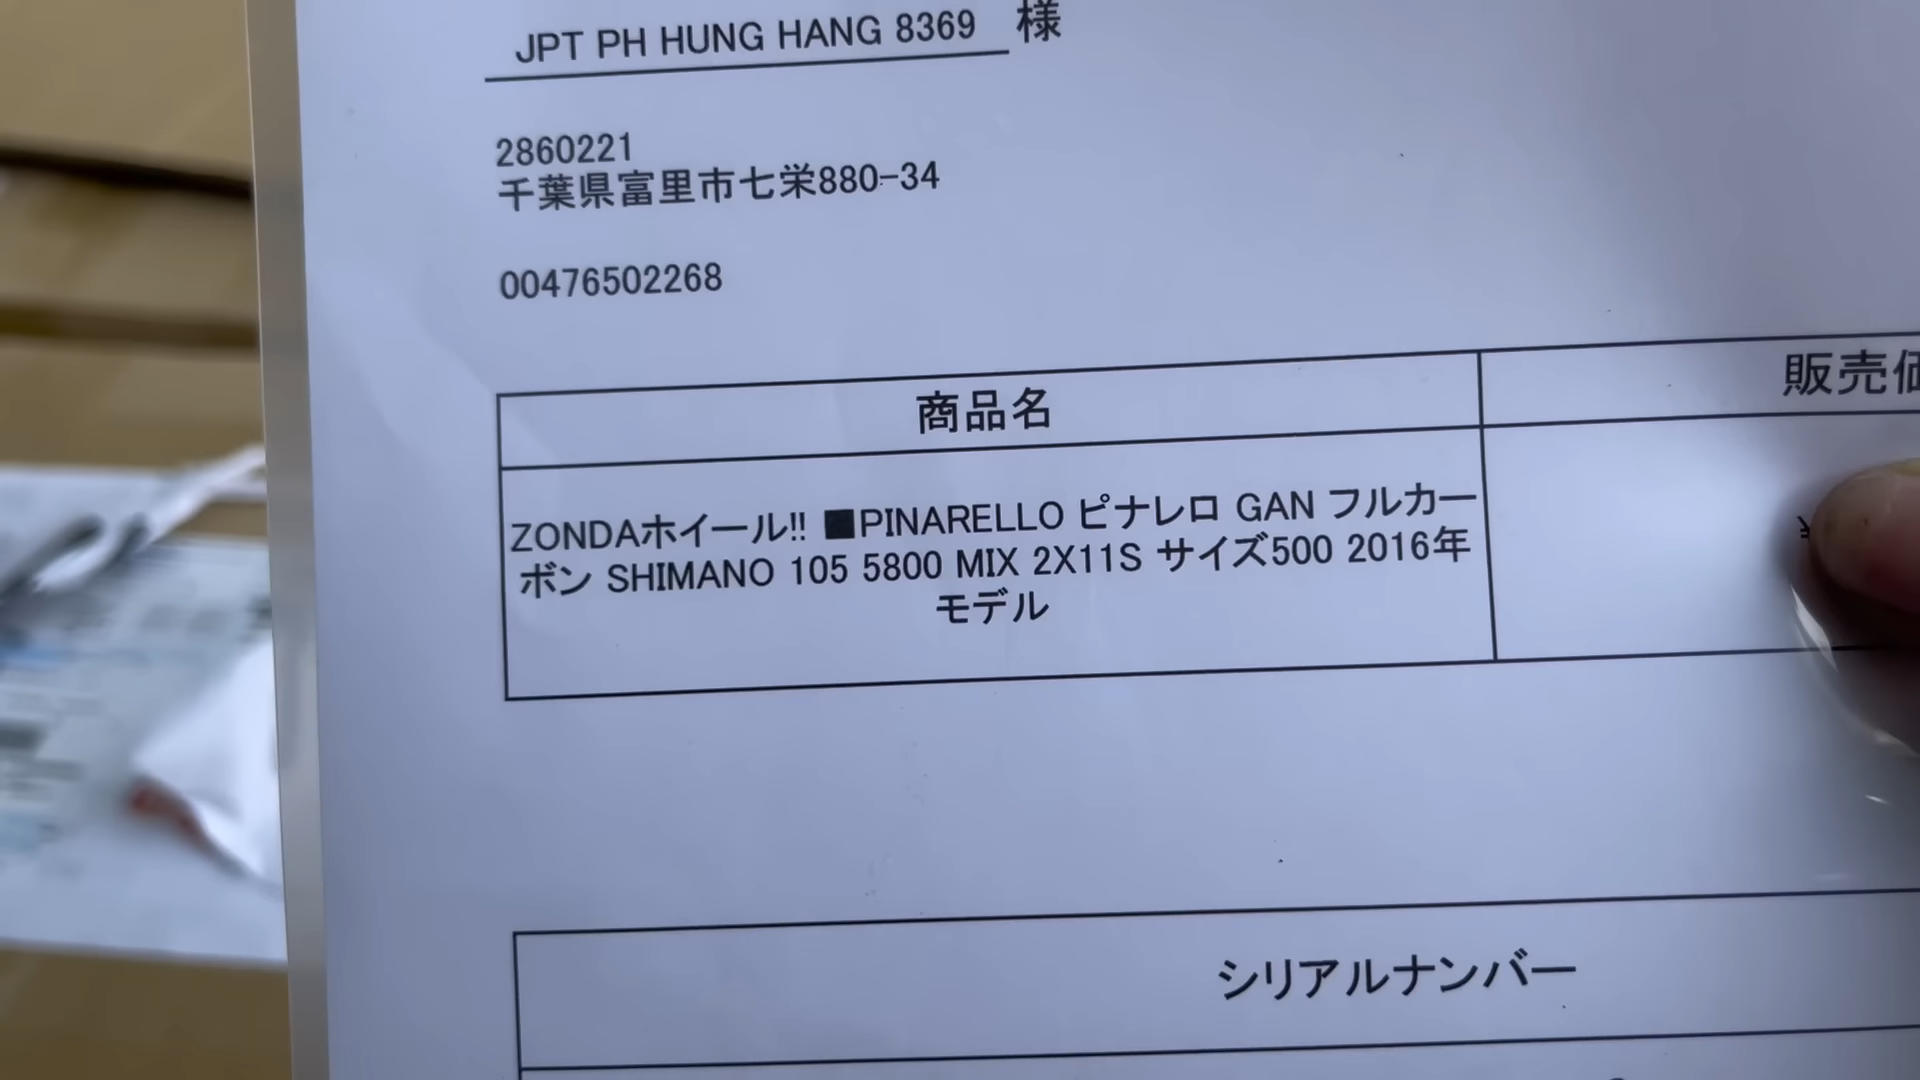 JPT PH HUNG HANG 8369 様
2860221
千葉県富里市七栄880-34
00476502268
商品名
販売価
ZONDAホイール!! ■PINARELLO ピナレロ GAN フルカー
ボン SHIMANO 105 5800 MIX 2X11S サイズ500 2016年
モデル
¥
シリアルナンバー